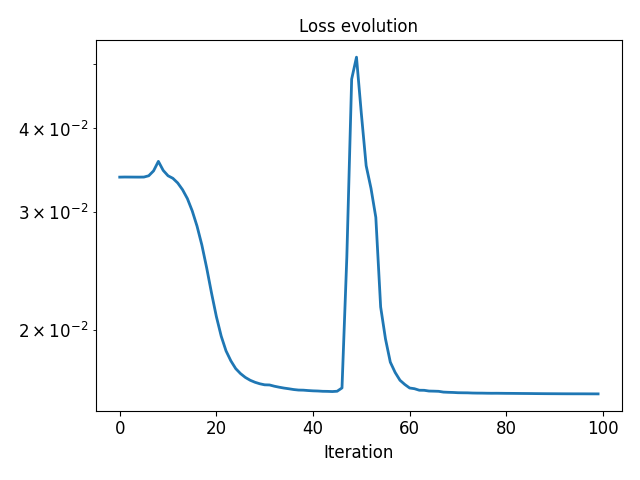 Loss evolution
4 × 10⁻²
3 × 10⁻²
2 × 10⁻²
0 20 40 60 80 100
Iteration